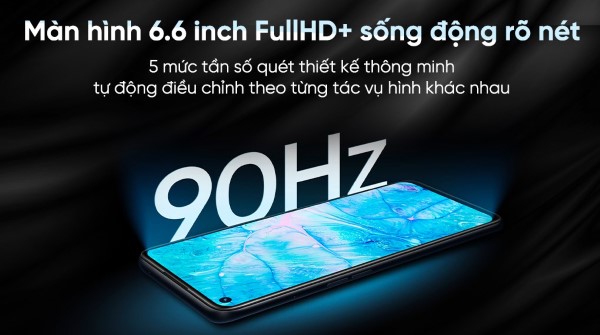 Màn hình 6.6 inch FullHD+ sống động rõ nét
5 mức tần số quét thiết kế thông minh
tự động điều chỉnh theo từng tác vụ hình khác nhau
90Hz